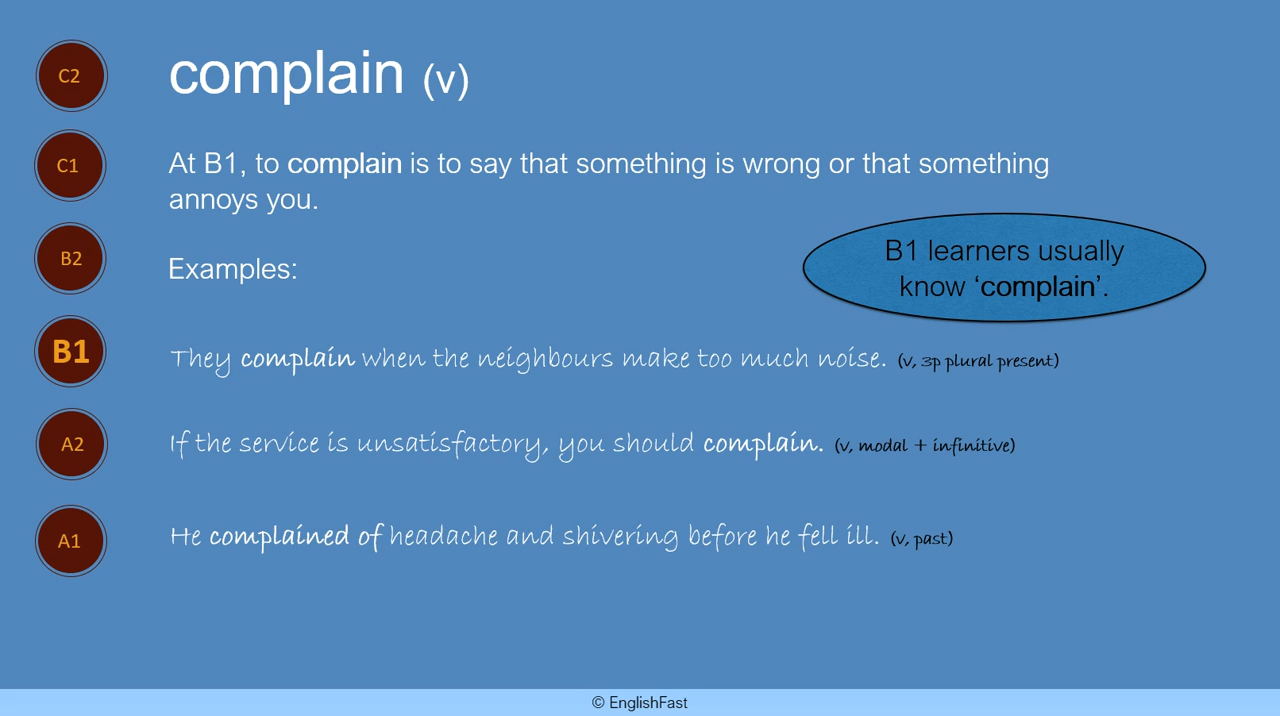 C2
complain (v)
C1
At B1, to complain is to say that something is wrong or that something
annoys you.
B2
Examples:
B1 learners usually
know ‘complain’.
B1
They complain when the neighbours make too much noise. (v, 3p plural present)
A2
If the service is unsatisfactory, you should complain. (v, modal + infinitive)
A1
He complained of headache and shivering before he fell ill. (v, past)
© EnglishFast